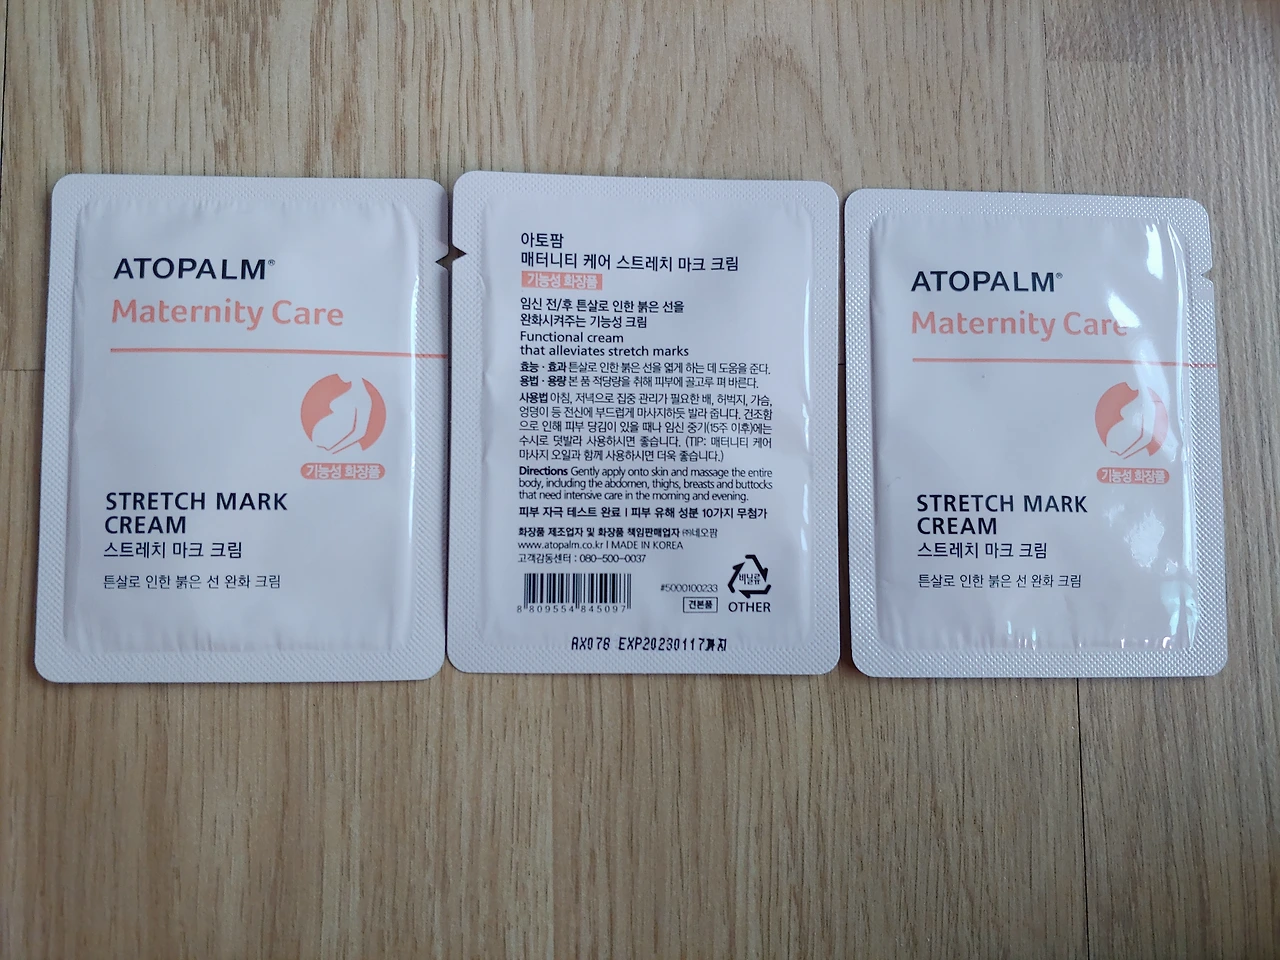 ATOPALM®
Maternity Care
기능성 화장품
STRETCH MARK
CREAM
스트레치 마크 크림
튼살로 인한 붉은 선 완화 크림
아토팜
매터니티 케어 스트레치 마크 크림
기능성 화장품
임신 전/후 튼살로 인한 붉은 선을
완화시켜주는 기능성 크림
Functional cream
that alleviates stretch marks
효능·효과 튼살로 인한 붉은 선을 엷게 하는 데 도움을 준다.
용법·용량 본 품 적당량을 취해 피부에 골고루 펴 바른다.
사용법 아침, 저녁으로 집중 관리가 필요한 배, 허벅지, 가슴,
엉덩이 등 전신에 부드럽게 마사지하듯 발라 줍니다. 건조함
으로 인해 피부 당김이 있을 때나 임신 중기(15주 이후)에는
수시로 덧발라 사용하시면 좋습니다. (TIP: 매터니티 케어
마사지 오일과 함께 사용하시면 더욱 좋습니다.)
Directions Gently apply onto skin and massage the entire
body, including the abdomen, thighs, breasts and buttocks
that need intensive care in the morning and evening.
피부 자극 테스트 완료 I 피부 유해 성분 10가지 무첨가
화장품 제조업자 및 화장품 책임판매업자 ㈜네오팜
www.atopalm.co.kr I MADE IN KOREA
고객감동센터 : 080-500-0037
8 809554 845097
#5000100233
견본품
비닐류
OTHER
AX078 EXP20230117까지
ATOPALM®
Maternity Care
기능성 화장품
STRETCH MARK
CREAM
스트레치 마크 크림
튼살로 인한 붉은 선 완화 크림